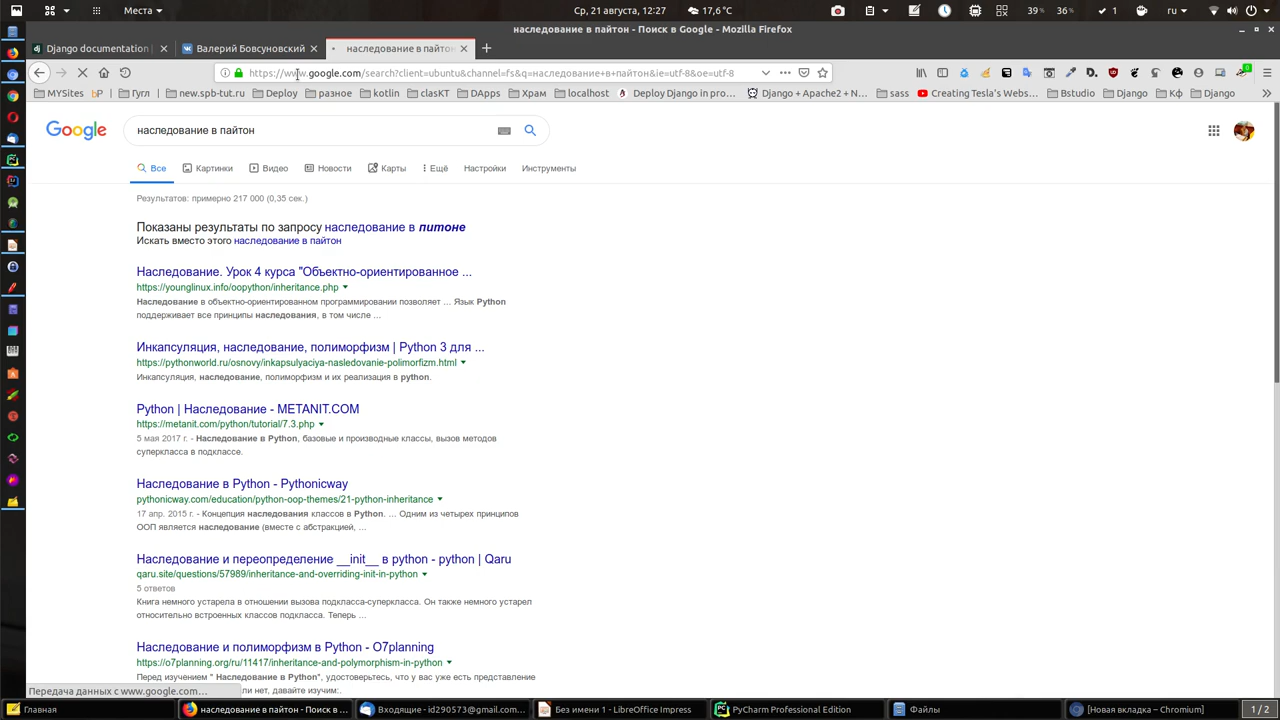 Места
Ср, 21 августа, 12:27
17,6°C
39 %
1
наследование в пайтон - Поиск в Google - Mozilla Firefox
Django documentation
Валерий Бовсуновский
наследование в пайтон
https://www.google.com/search?client=ubuntu&channel=fs&q=наследование+в+пайтон&ie=utf-8&oe=utf-8
MYSites
bP
Гугл
new.spb-tut.ru
Deploy
разное
kotlin
claskT
DApps
Храм
localhost
Deploy Django in pro...
Django + Apache2 + N...
sass
Creating Tesla's Webs...
Bstudio
Django
Кф
Django
Google
наследование в пайтон
Все
Картинки
Видео
Новости
Карты
Ещё
Настройки
Инструменты
Результатов: примерно 217 000 (0,35 сек.)
Показаны результаты по запросу наследование в питоне
Искать вместо этого наследование в пайтон
Наследование. Урок 4 курса "Объектно-ориентированное ...
https://younglinux.info/oopython/inheritance.php
Наследование в объектно-ориентированном программировании позволяет ... Язык Python
поддерживает все принципы наследования, в том числе ...
Инкапсуляция, наследование, полиморфизм | Python 3 для ...
https://pythonworld.ru/osnovy/inkapsulyaciya-nasledovanie-polimorfizm.html
Инкапсуляция, наследование, полиморфизм и их реализация в python.
Python | Наследование - METANIT.COM
https://metanit.com/python/tutorial/7.3.php
5 мая 2017 г. - Наследование в Python, базовые и производные классы, вызов методов
суперкласса в подклассе.
Наследование в Python - Pythonicway
pythonicway.com/education/python-oop-themes/21-python-inheritance
17 апр. 2015 г. - Концепция наследования классов в Python. ... Одним из четырех принципов
ООП является наследование (вместе с абстракцией, ...
Наследование и переопределение __init__ в python - python | Qaru
qaru.site/questions/57989/inheritance-and-overriding-init-in-python
5 ответов
Книга немного устарела в отношении вызова подкласса-суперкласса. Он также немного устарел
относительно встроенных классов подкласса. Теперь ...
Наследование и полиморфизм в Python - O7planning
https://o7planning.org/ru/11417/inheritance-and-polymorphism-in-python
Перед изучением " Наследование в Python", удостоверьтесь, что у вас уже есть представление
ли нет, давайте изучим:.
Передача данных с www.google.com...
Главная
наследование в пайтон - Поиск в ...
Входящие - id290573@gmail.com...
Без имени 1 - LibreOffice Impress
PyCharm Professional Edition
Файлы
[Новая вкладка – Chromium]
1 / 2